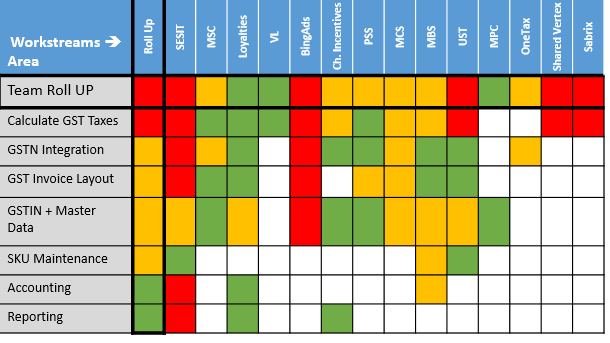 Workstreams →
Area
Roll Up
SESIT
MSC
Loyalties
VL
BingAds
Ch. Incentives
PSS
MCS
MBS
UST
MPC
OneTax
Shared Vertex
Sabrix
Team Roll UP
Calculate GST Taxes
GSTN Integration
GST Invoice Layout
GSTIN + Master
Data
SKU Maintenance
Accounting
Reporting